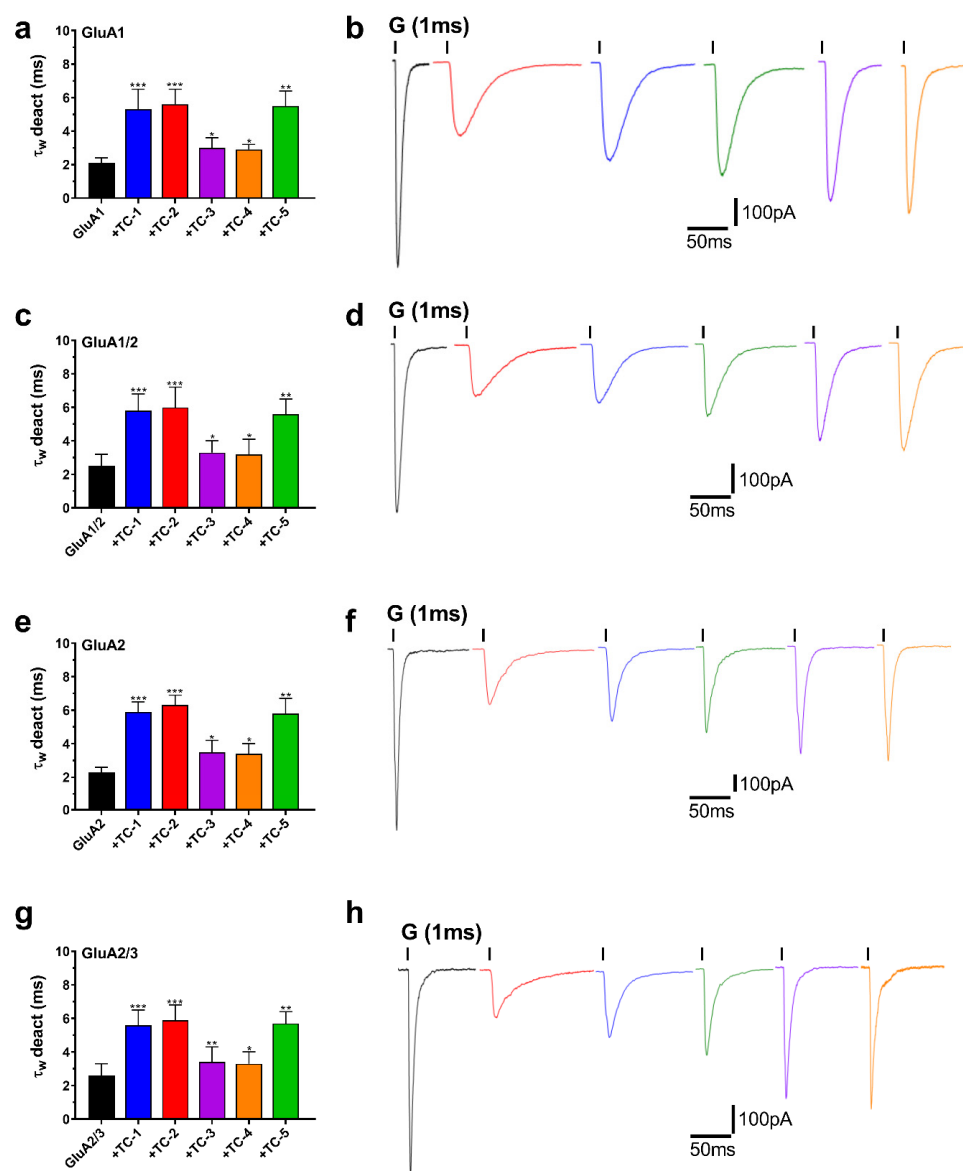 a
GluA1
τw deact (ms)
10
8
6
4
2
0
***
***
*
*
**
GluA1
+TC-1
+TC-2
+TC-3
+TC-4
+TC-5
b
G (1ms)
100pA
50ms
c
GluA1/2
τw deact (ms)
10
8
6
4
2
0
***
***
*
*
**
GluA1/2
+TC-1
+TC-2
+TC-3
+TC-4
+TC-5
d
G (1ms)
100pA
50ms
e
GluA2
τw deact (ms)
10
8
6
4
2
0
***
***
*
*
**
GluA2
+TC-1
+TC-2
+TC-3
+TC-4
+TC-5
f
G (1ms)
100pA
50ms
g
GluA2/3
τw deact (ms)
10
8
6
4
2
0
***
***
**
*
**
GluA2/3
+TC-1
+TC-2
+TC-3
+TC-4
+TC-5
h
G (1ms)
100pA
50ms